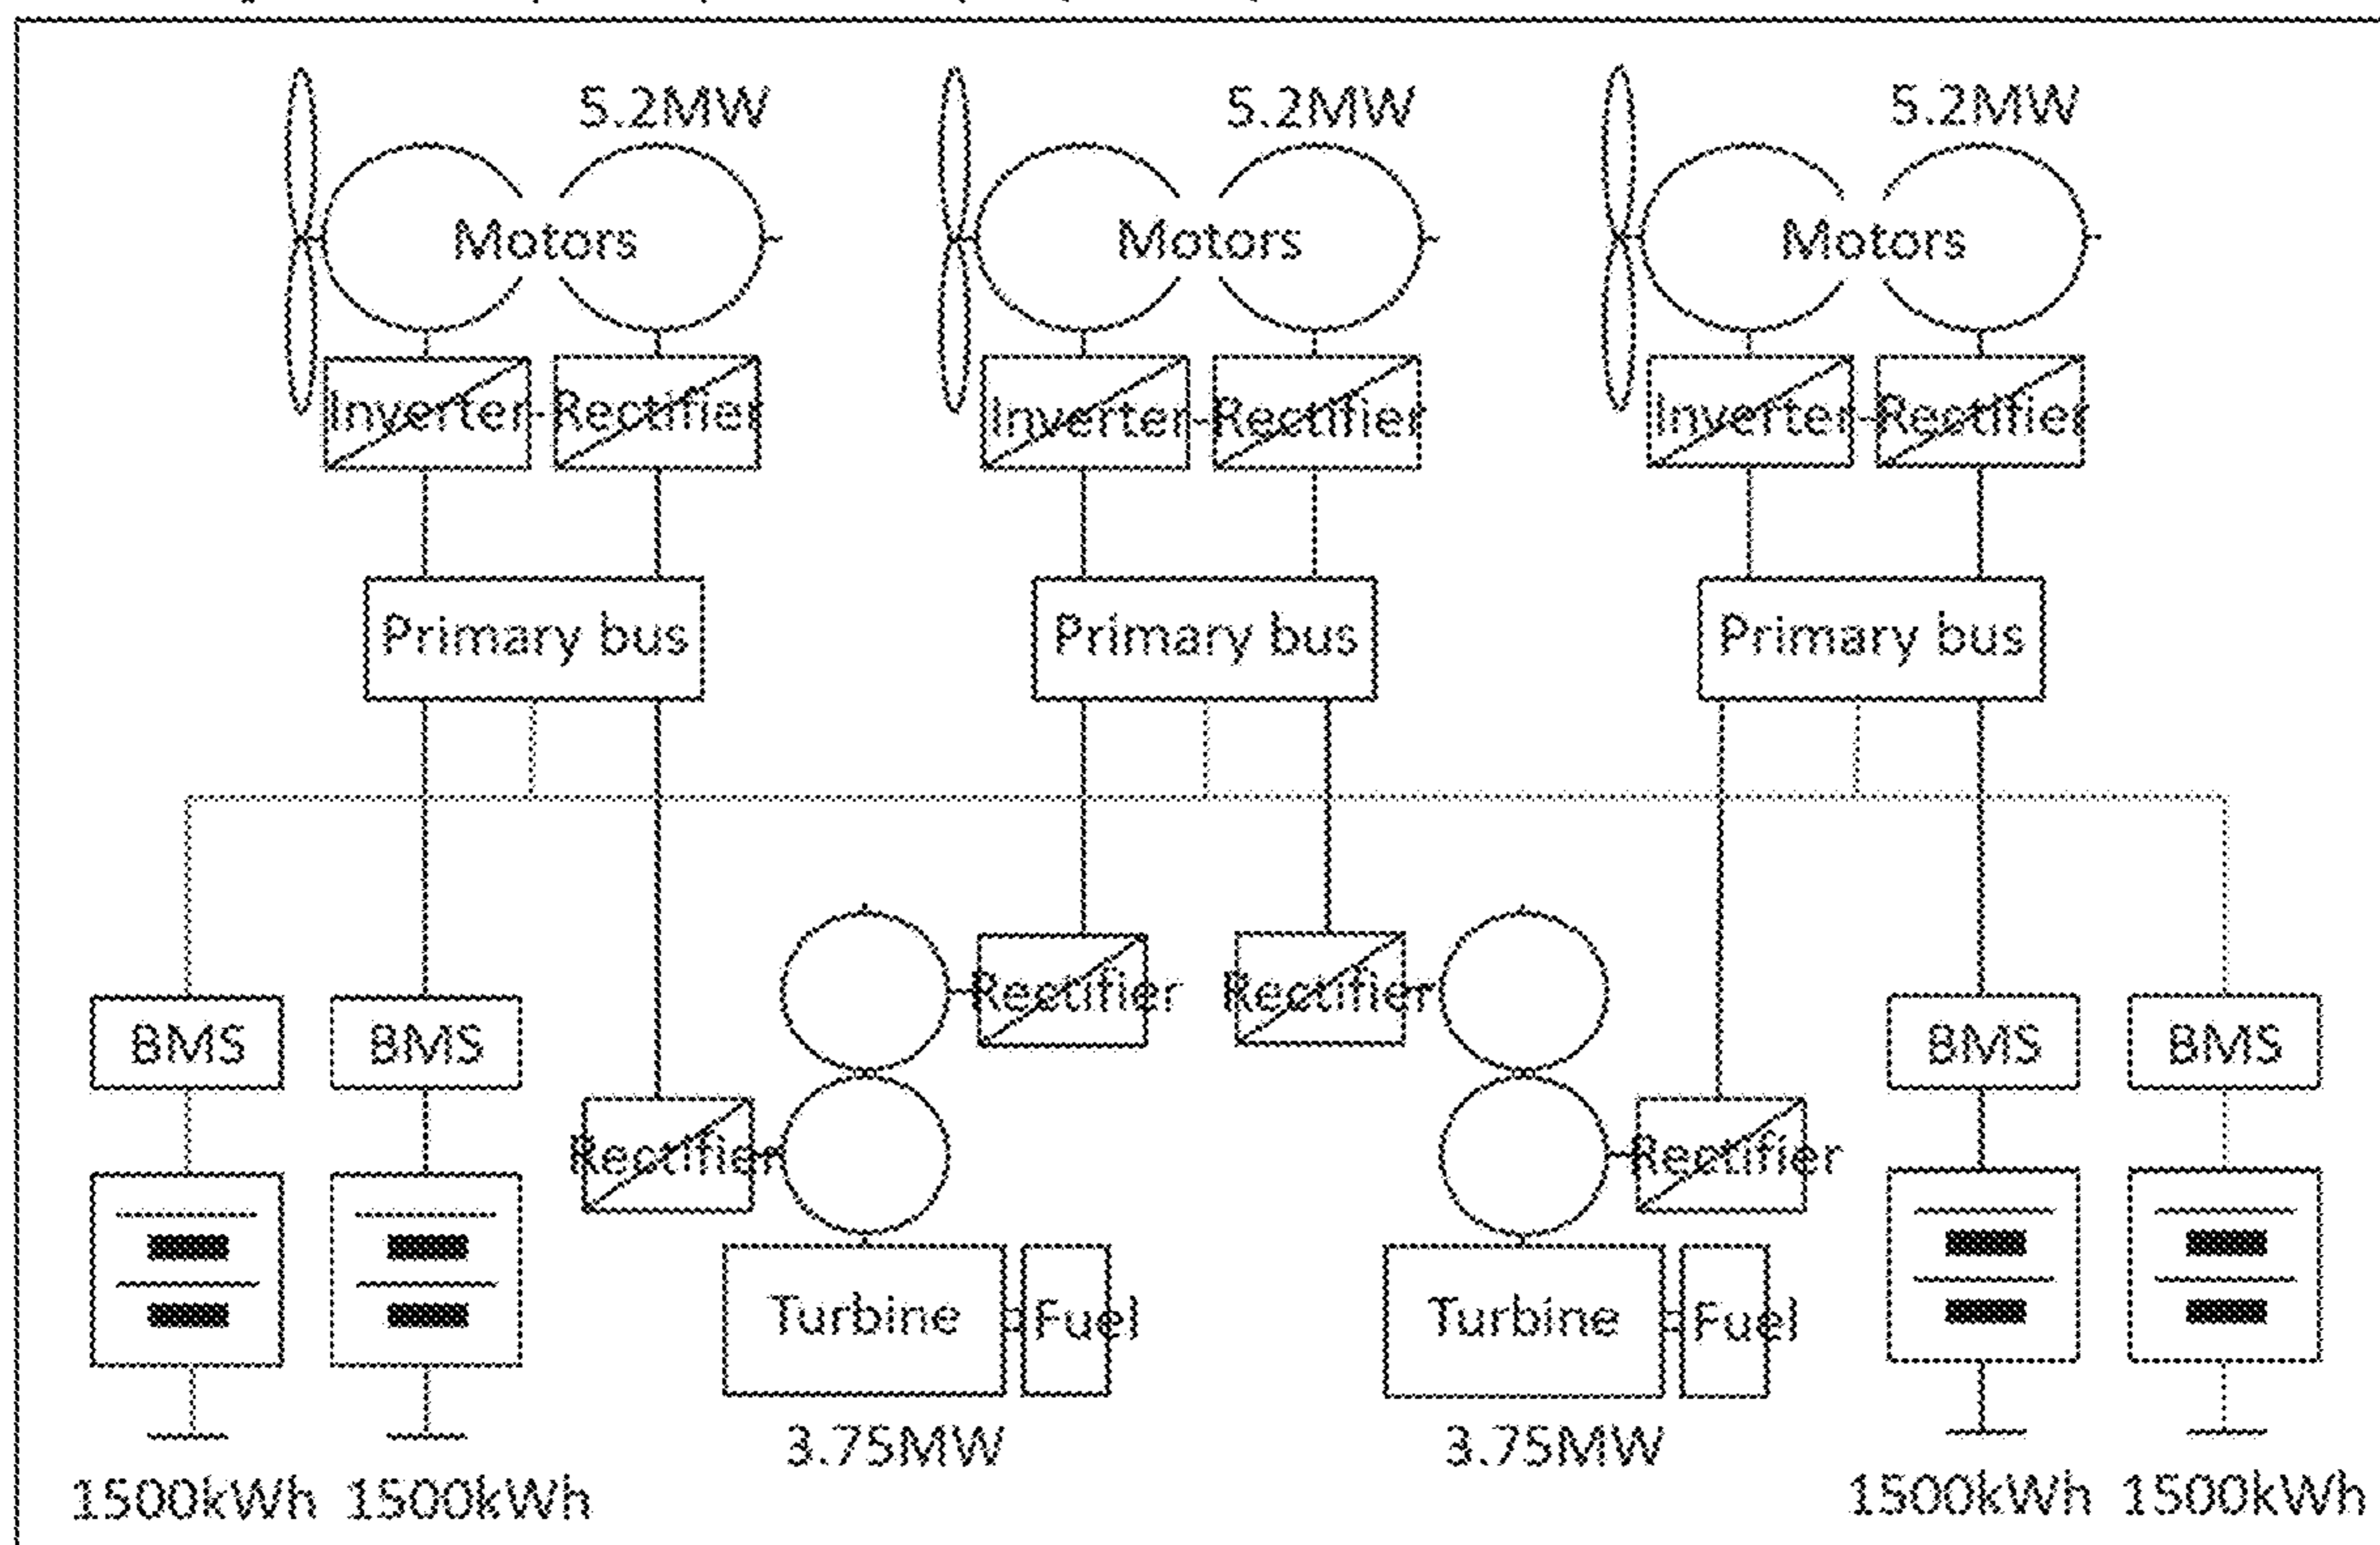 5.2MW 5.2MW 5.2MW
Motors Motors Motors
Inverter Rectifier Inverter Rectifier Inverter Rectifier
Primary bus Primary bus Primary bus
Rectifier Rectifier
BMS BMS BMS BMS
Rectifier Rectifier
Turbine Fuel Turbine Fuel
3.75MW 3.75MW
1500kWh 1500kWh 1500kWh 1500kWh